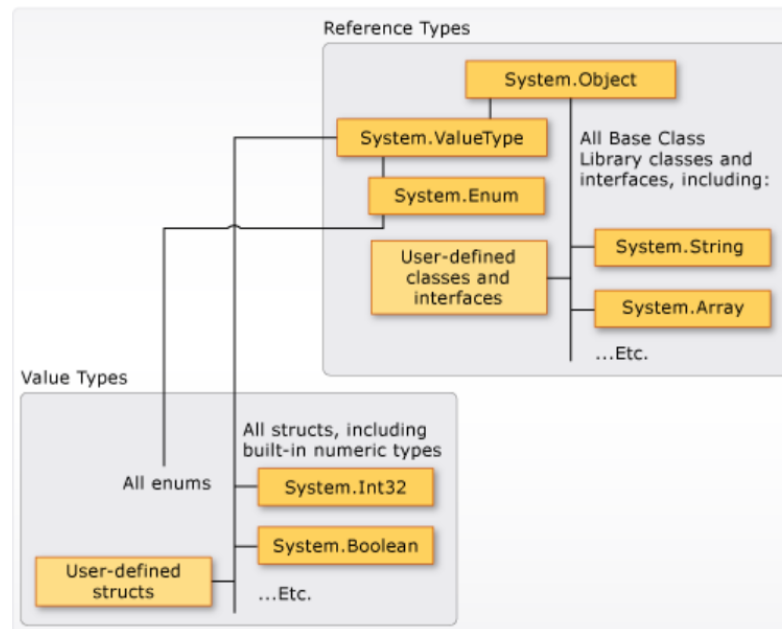 Reference Types
System.Object
System.ValueType
All Base Class
Library classes and
interfaces, including:
System.Enum
System.String
User-defined
classes and
interfaces
System.Array
...Etc.
Value Types
All structs, including
built-in numeric types
All enums
System.Int32
System.Boolean
User-defined
structs
...Etc.